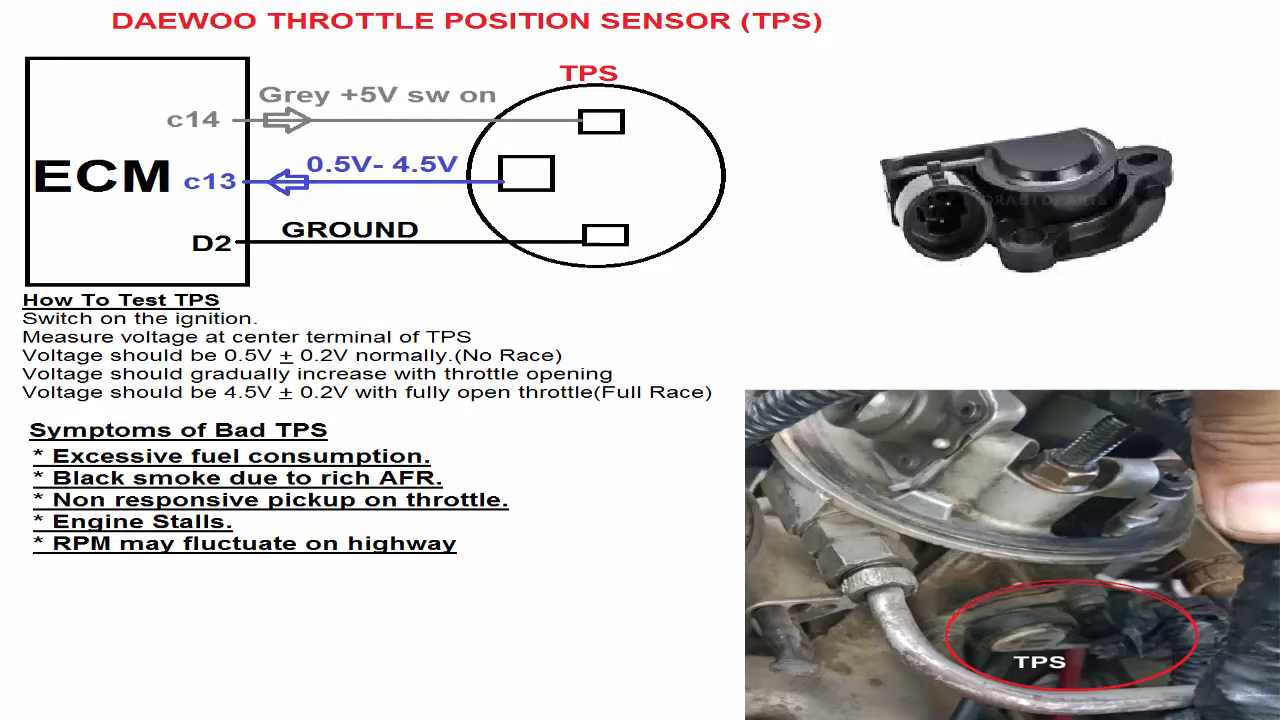 DAEWOO THROTTLE POSITION SENSOR (TPS)
TPS
Grey +5V sw on
c14
0.5V- 4.5V
ECM c13
GROUND
D2
How To Test TPS
Switch on the ignition.
Measure voltage at center terminal of TPS
Voltage should be 0.5V ± 0.2V normally.(No Race)
Voltage should gradually increase with throttle opening
Voltage should be 4.5V ± 0.2V with fully open throttle(Full Race)
Symptoms of Bad TPS
* Excessive fuel consumption.
* Black smoke due to rich AFR.
* Non responsive pickup on throttle.
* Engine Stalls.
* RPM may fluctuate on highway
TPS